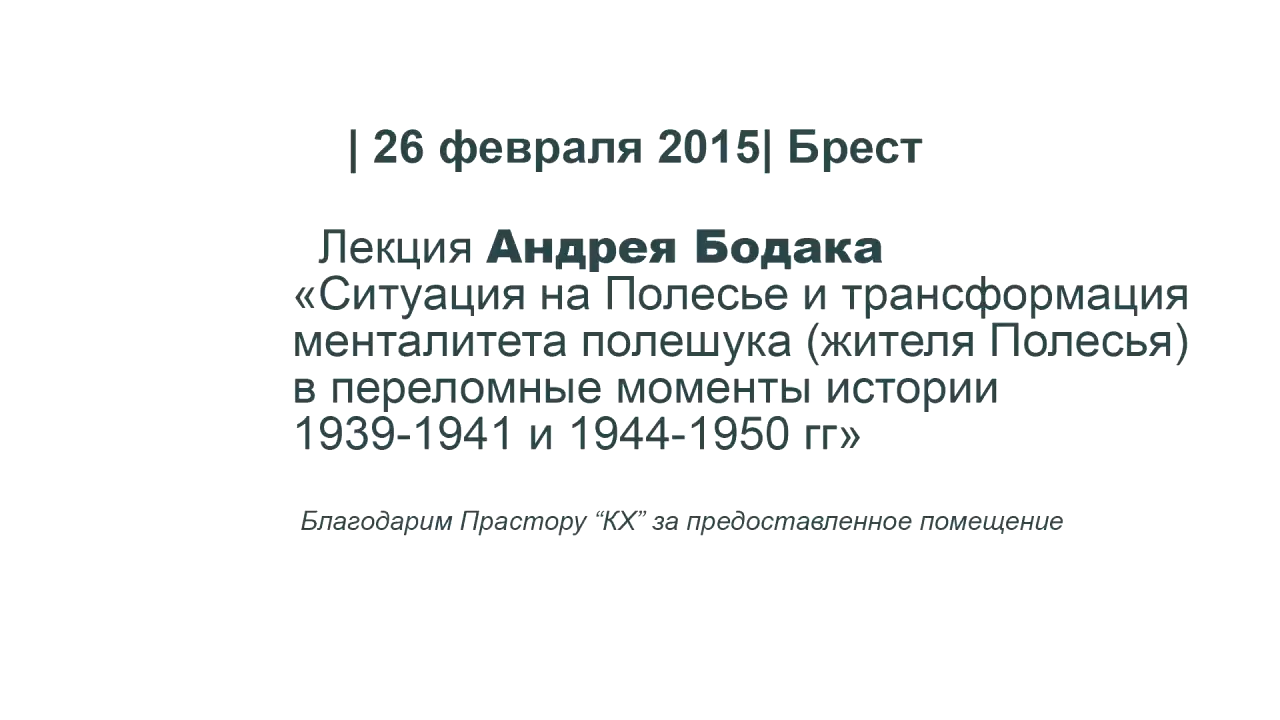 | 26 февраля 2015| Брест
Лекция Андрея Бодака
«Ситуация на Полесье и трансформация
менталитета полешука (жителя Полесья)
в переломные моменты истории
1939-1941 и 1944-1950 гг»
Благодарим Прастору “КХ” за предоставленное помещение